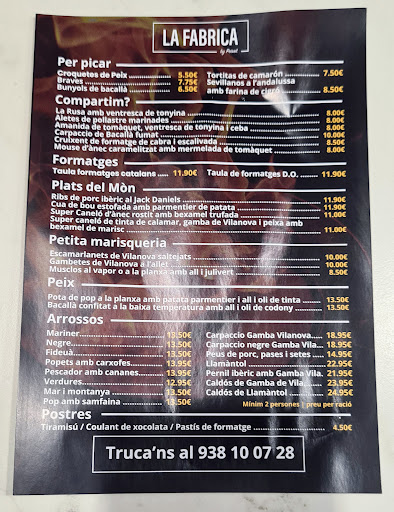 LA FABRICA
by Pensat
Per picar
Croquetes de Peix 5.50€
Braves 7.75€
Bunyols de bacallà 6.50€
Tortitas de camarón 7.50€
Sevillanos a l'andalussa
amb farina de cigró 8.50€
Compartim?
La Rusa amb ventresca de tonyina 8.00€
Aletes de pollastre marinades 8.00€
Amanida de tomàquet, ventresca de tonyina i ceba 8.00€
Carpaccio de Bacallà fumat 10.00€
Cruixent de formatge de cabra i escalivada 8.50€
Mouse d'ànec caramelitzat amb mermelada de tomàquet 8.00€
Formatges
Taula formatges catalans 11.90€
Taula de formatges D.O. 11.90€
Plats del Mòn
Ribs de porc ibèric al Jack Daniels 11.90€
Cua de bou estofada amb parmentier de patata 11.90€
Super Caneló d'ànec rostit amb bexamel trufada 11.00€
Super caneló de tinta de calamar, gamba de Vilanova i peixa amb
bexamel de marisc 11.00€
Petita marisqueria
Escamarlanets de Vilanova saltejats 10.00€
Gambetes de Vilanova a l'allet 10.00€
Musclos al vapor o a la planxa amb all i julivert 8.50€
Peix
Pota de pop a la planxa amb patata parmentier i all i oli de tinta 13.50€
Bacallà confitat a la baixa temperatura amb all i oli de codony 13.50€
Arrossos
Mariner 13.50€
Negre 13.50€
Fideuà 13.50€
Popets amb carxofes 13.95€
Pescador amb cananes 13.95€
Verdures 12.95€
Mar i montanya 13.50€
Pop amb samfaina 13.50€
Carpaccio Gamba Vilanova 18.95€
Carpaccio negre Gamba Vila 18.95€
Peus de porc, pases i setes 14.95€
Llamàntol 22.95€
Pernil ibèric amb Gamba Vila 21.95€
Caldós de Gamba de Vila 23.95€
Caldós de Llamàntol 24.95€
Mínim 2 persones | preu per ració
Postres
Tiramisú / Coulant de xocolata / Pastís de formatge 4.50€
Truca'ns al 938 10 07 28